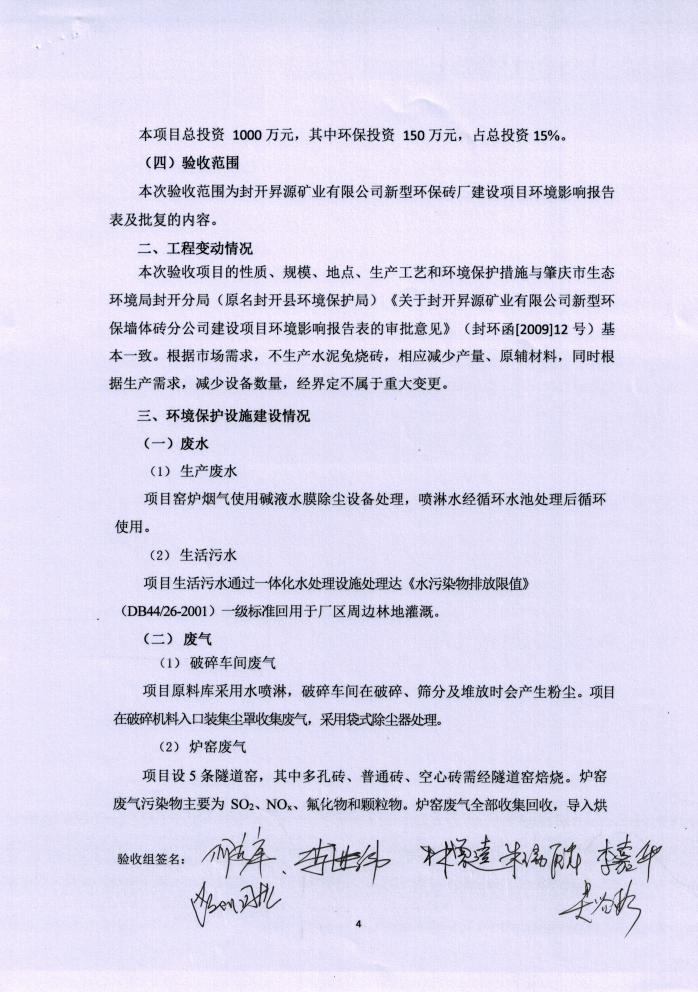 本项目总投资 1000 万元，其中环保投资 150 万元，占总投资 15%。
（四）验收范围
本次验收范围为封开昇源矿业有限公司新型环保砖厂建设项目环境影响报告
表及批复的内容。
二、工程变动情况
本次验收项目的性质、规模、地点、生产工艺和环境保护措施与肇庆市生态
环境局封开分局（原名封开县环境保护局）《关于封开昇源矿业有限公司新型环
保墙体砖分公司建设项目环境影响报告表的审批意见》（封环函[2009]12 号）基
本一致。根据市场需求，不生产水泥免烧砖，相应减少产量、原辅材料，同时根
据生产需求，减少设备数量，经界定不属于重大变更。
三、环境保护设施建设情况
（一）废水
（1）生产废水
项目窑炉烟气使用碱液水膜除尘设备处理，喷淋水经循环水池处理后循环
使用。
（2）生活污水
项目生活污水通过一体化水处理设施处理达《水污染物排放限值》
（DB44/26-2001）一级标准回用于厂区周边林地灌溉。
（二）废气
（1）破碎车间废气
项目原料库采用水喷淋，破碎车间在破碎、筛分及堆放时会产生粉尘。项目
在破碎机料入口装集尘罩收集废气，采用袋式除尘器处理。
（2）炉窑废气
项目设 5 条隧道窑，其中多孔砖、普通砖、空心砖需经隧道窑焙烧。炉窑
废气污染物主要为 SO₂、NOₓ、氟化物和颗粒物。炉窑废气全部收集回收，导入烘
验收组签名：
4